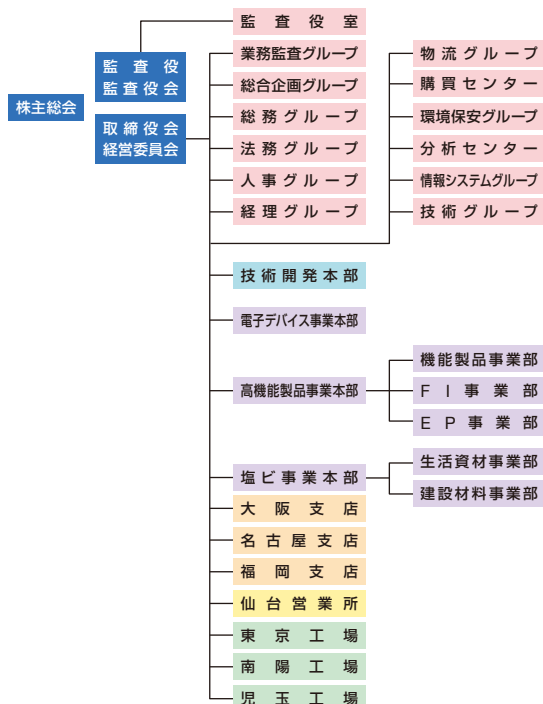 株主総会
監査役
監査役会
取締役会
経営委員会
監査役室
業務監査グループ
総合企画グループ
総務グループ
法務グループ
人事グループ
経理グループ
物流グループ
購買センター
環境保安グループ
分析センター
情報システムグループ
技術グループ
技術開発本部
電子デバイス事業本部
高機能製品事業本部
機能製品事業部
FI事業部
EP事業部
塩ビ事業本部
生活資材事業部
建設材料事業部
大阪支店
名古屋支店
福岡支店
仙台営業所
東京工場
南陽工場
児玉工場